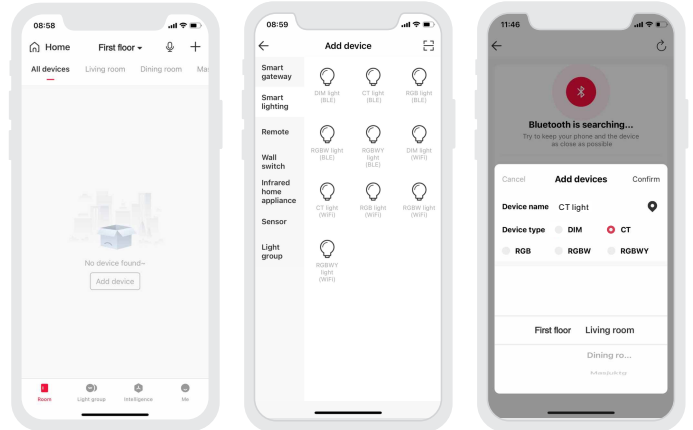 08:58
Home
First floor
All devices Living room Dining room Ma
No device found~
Add device
Room Light group Intelligence Me
08:59
Add device
Smart
gateway
Smart
lighting
Remote
Wall
switch
Infrared
home
appliance
Sensor
Light
group
DIM light
(BLE)
CT light
(BLE)
RGB light
(BLE)
RGBW light
(BLE)
RGBWY
light
(BLE)
DIM light
(WiFi)
CT light
(WiFi)
RGB light
(WiFi)
RGBW light
(WiFi)
RGBWY
light
(WiFi)
11:46
Bluetooth is searching...
Try to keep your phone and the device
as close as possible
Cancel Add devices Confirm
Device name CT light
Device type DIM CT
RGB RGBW RGBWY
First floor Living room
Dining ro...